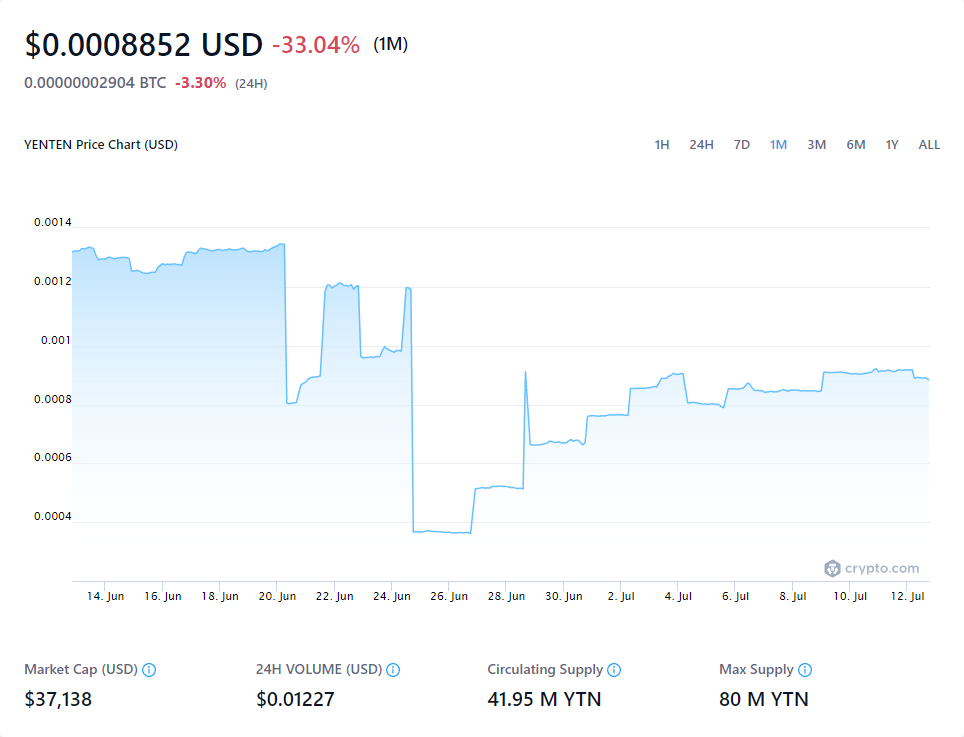 $0.0008852 USD -33.04% (1M)
0.00000002904 BTC -3.30% (24H)
YENTEN Price Chart (USD) 1H 24H 7D 1M 3M 6M 1Y ALL
0.0014
0.0012
0.001
0.0008
0.0006
0.0004
crypto.com
14. Jun 16. Jun 18. Jun 20. Jun 22. Jun 24. Jun 26. Jun 28. Jun 30. Jun 2. Jul 4. Jul 6. Jul 8. Jul 10. Jul 12. Jul
Market Cap (USD) 24H VOLUME (USD) Circulating Supply Max Supply
$37,138 $0.01227 41.95 M YTN 80 M YTN